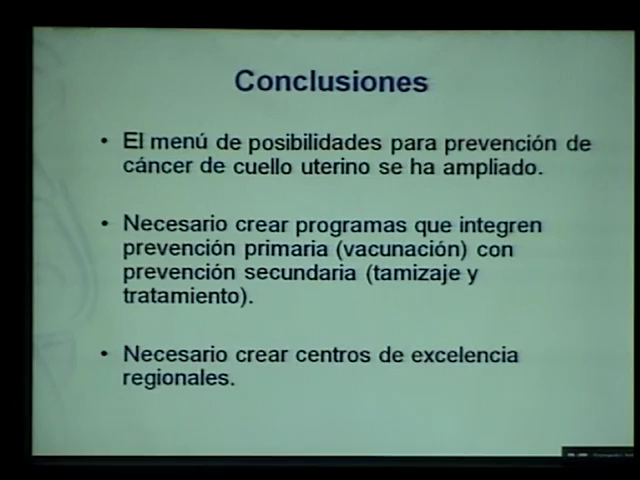 Conclusiones
• El menú de posibilidades para prevención de
cáncer de cuello uterino se ha ampliado.
• Necesario crear programas que integren
prevención primaria (vacunación) con
prevención secundaria (tamizaje y
tratamiento).
• Necesario crear centros de excelencia
regionales.